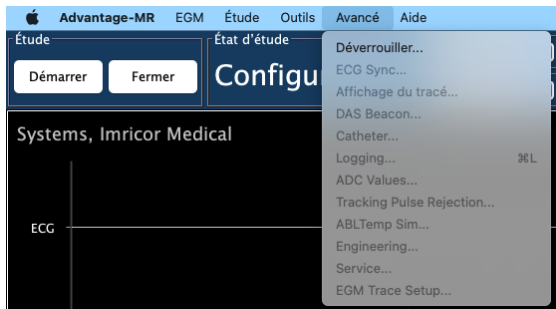 Advantage-MR EGM Étude Outils Avancé Aide
Étude
État d'étude
Démarrer Fermer
Configu
Systems, Imricor Medical
ECG
Déverrouiller...
ECG Sync...
Affichage du tracé...
DAS Beacon...
Catheter...
Logging... ⌘L
ADC Values...
Tracking Pulse Rejection...
ABLTemp Sim...
Engineering...
Service...
EGM Trace Setup...